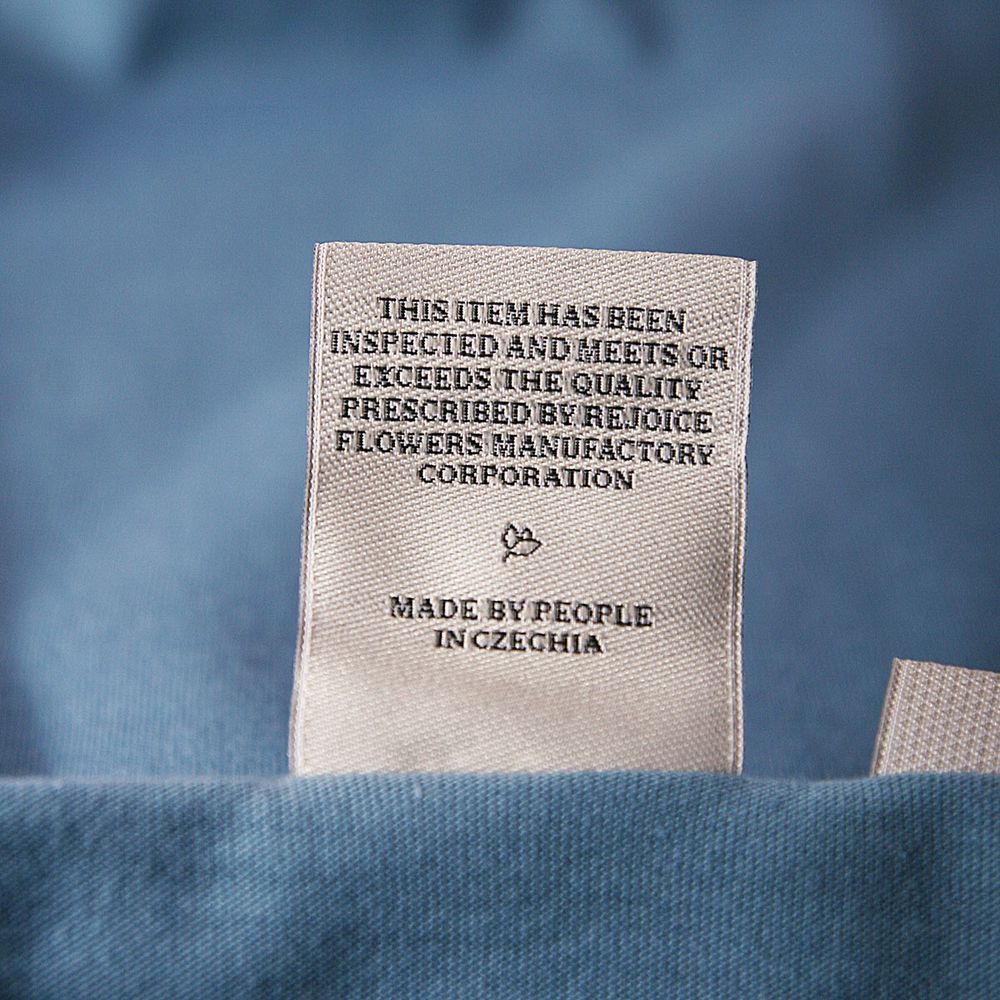 THIS ITEM HAS BEEN
INSPECTED AND MEETS OR
EXCEEDS THE QUALITY
PRESCRIBED BY REJOICE
FLOWERS MANUFACTORY
CORPORATION
MADE BY PEOPLE
IN CZECHIA